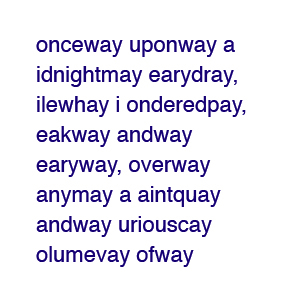 onceway uponway a
idnightmay earydray,
ilewhay i onderedpay,
eakway andway
earyway, overway
anymay a aintquay
andway uriouscay
olumevay ofway